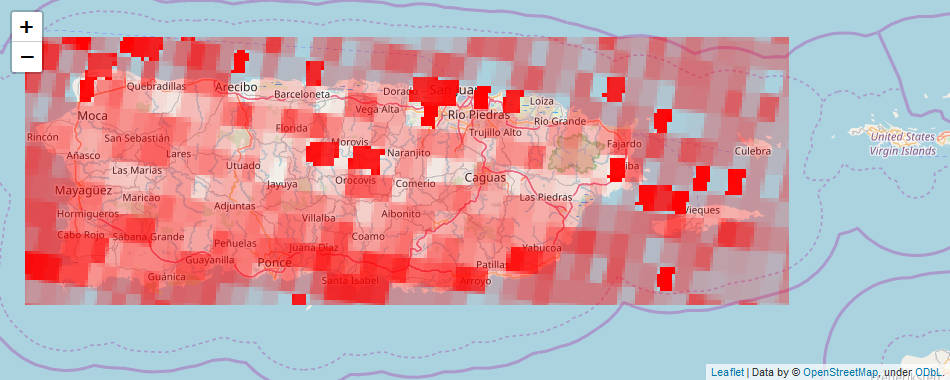 +
−
Quebradillas
Arecibo
Barceloneta
Dorado
San Juan
Loíza
Moca
Vega Alta
Río Piedras
Río Grande
Rincón
San Sebastián
Florida
Morovis
Trujillo Alto
Fajardo
Culebra
United States
Virgin Islands
Añasco
Lares
Utuado
Naranjito
iba
Las Marías
Jayuya
Orocovis
Comerío
Caguas
Mayagüez
Maricao
Adjuntas
Las Piedras
Hormigueros
Villalba
Aibonito
Vieques
Cabo Rojo
Sabana Grande
Peñuelas
Juana Díaz
Coamo
Yabucoa
Guayanilla
Ponce
Patillas
Guánica
Santa Isabel
Arroyo
Leaflet | Data by © OpenStreetMap, under ODbL.